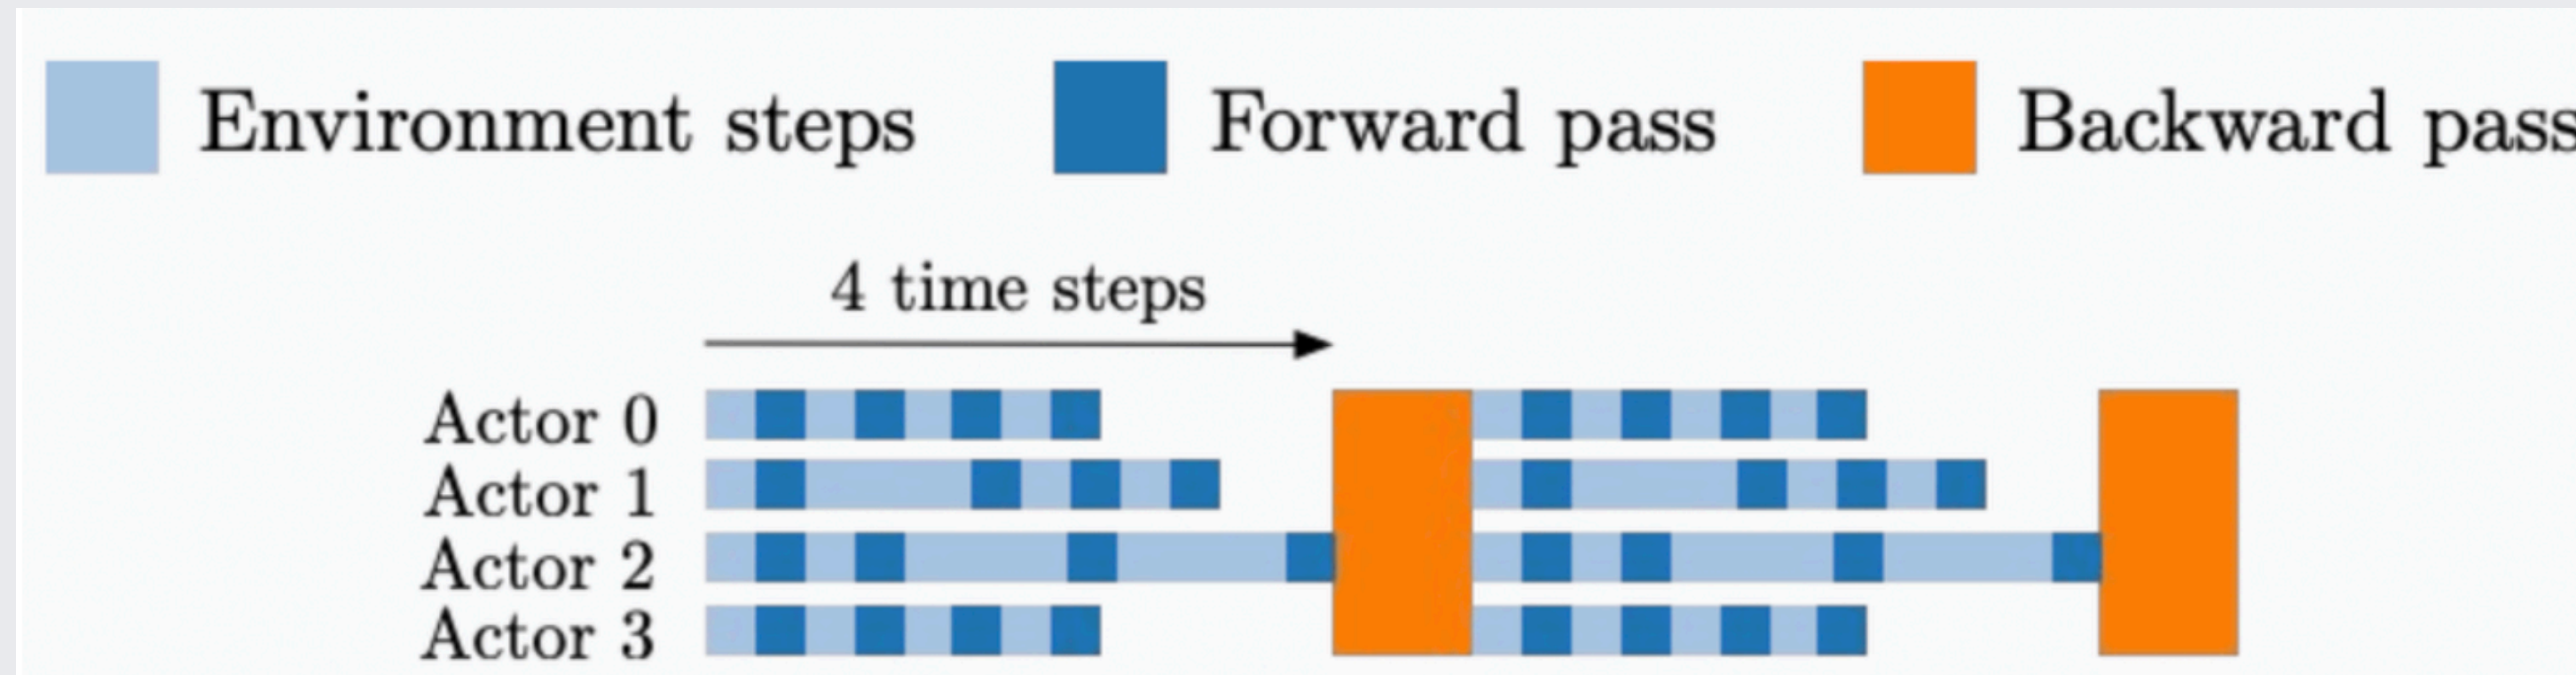 Environment steps Forward pass Backward pass
4 time steps
Actor 0
Actor 1
Actor 2
Actor 3